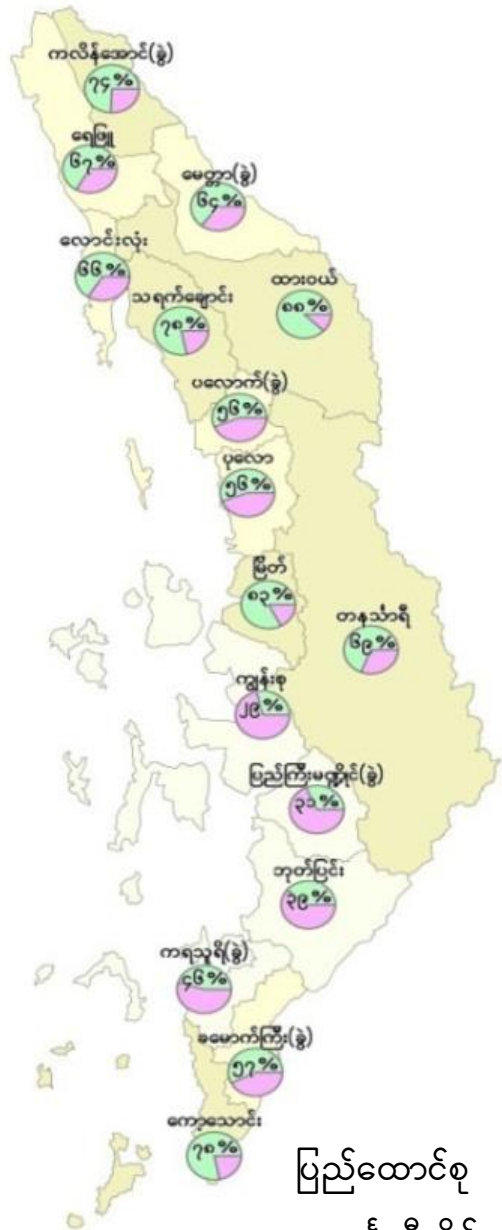 ကလိန်အောင်(ခွဲ)
၇၄%
ရေဖြူ
၆၇%
မေတ္တာ(ခွဲ)
၆၄%
လောင်းလုံး
၆၆%
ထားဝယ်
၈၈%
သရက်ချောင်း
၇၈%
ပလောက်(ခွဲ)
၅၆%
ပုလော
၅၆%
မြိတ်
၈၃%
တနင်္သာရီ
၆၉%
ကျွန်းစု
၂၉%
ပြည်ကြီးမဏ္ဍိုင်(ခွဲ)
၃၁%
ဘုတ်ပြင်း
၃၉%
ကရသူရိ(ခွဲ)
၄၆%
ခမောက်ကြီး(ခွဲ)
၅၇%
ကော့သောင်း
၇၈%
ပြည်ထောင်စု